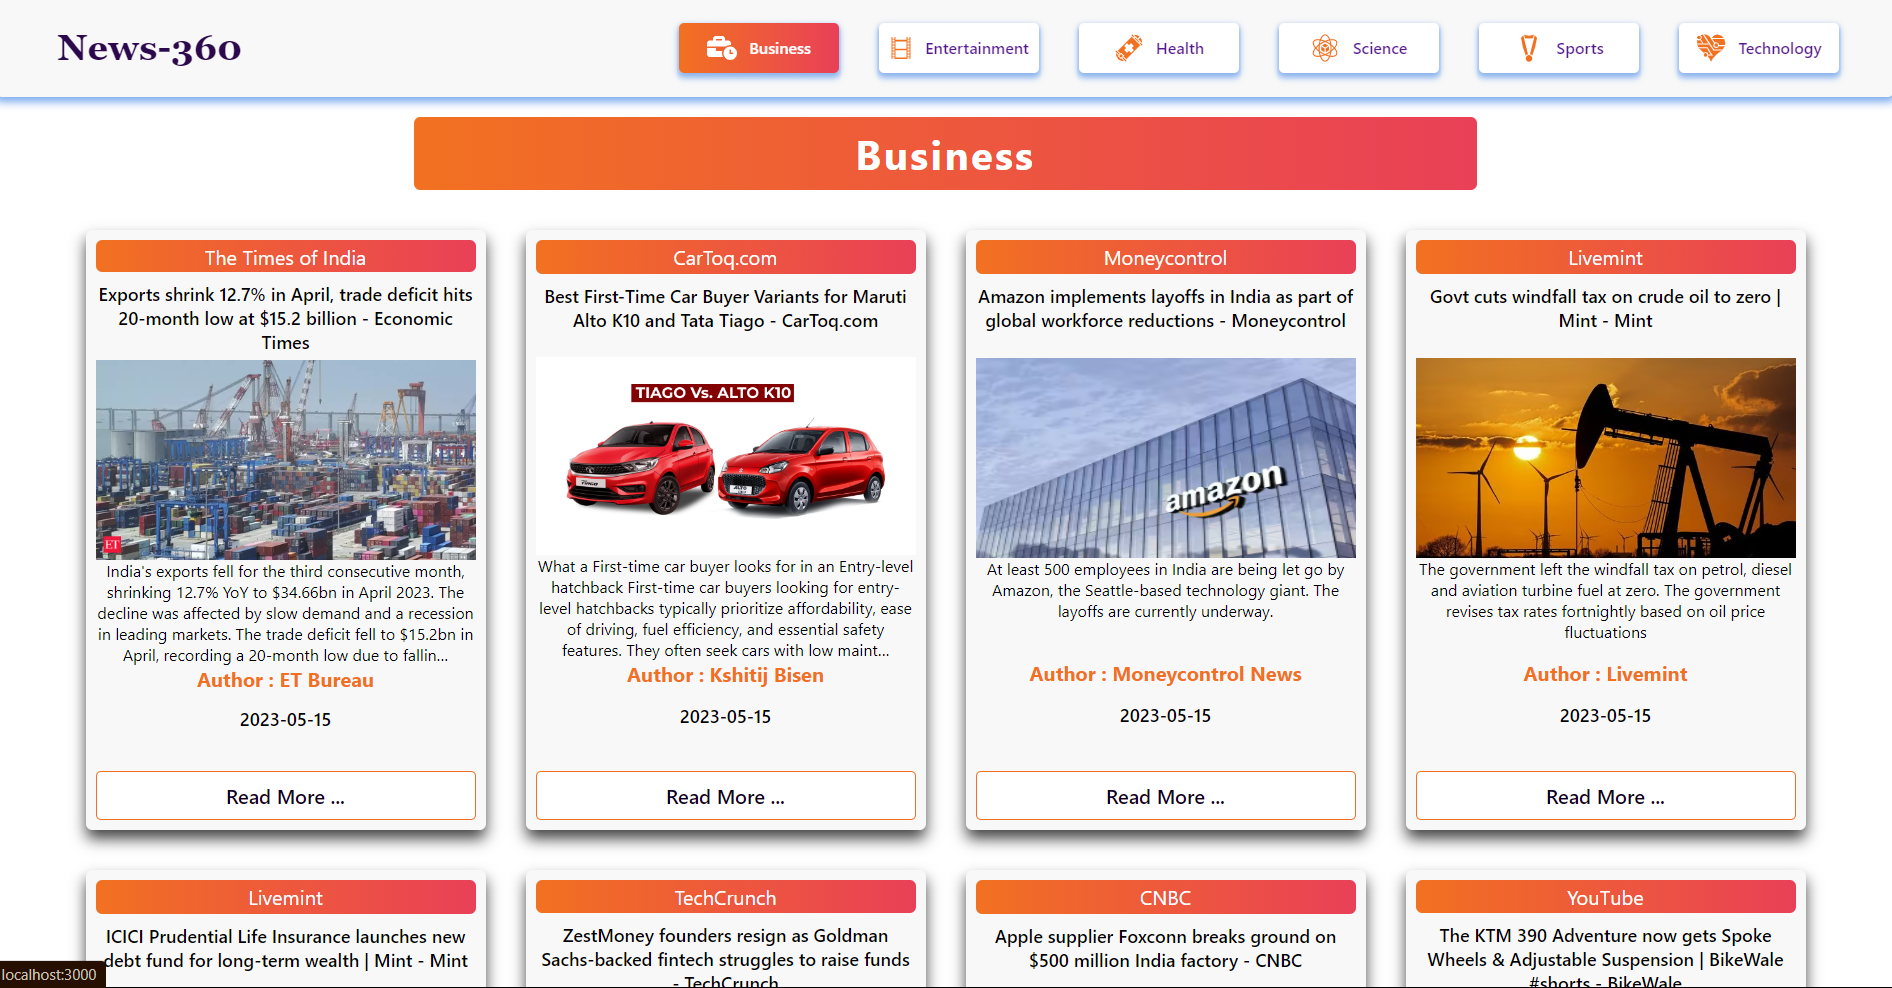 News-360
Business
Entertainment
Health
Science
Sports
Technology
Business
The Times of India
Exports shrink 12.7% in April, trade deficit hits
20-month low at $15.2 billion - Economic
Times
ET
India's exports fell for the third consecutive month,
shrinking 12.7% YoY to $34.66bn in April 2023. The
decline was affected by slow demand and a recession
in leading markets. The trade deficit fell to $15.2bn in
April, recording a 20-month low due to fallin...
Author : ET Bureau
2023-05-15
Read More ...
CarToq.com
Best First-Time Car Buyer Variants for Maruti
Alto K10 and Tata Tiago - CarToq.com
TIAGO Vs. ALTO K10
TIAGO
ALTO
What a First-time car buyer looks for in an Entry-level
hatchback First-time car buyers looking for entry-
level hatchbacks typically prioritize affordability, ease
of driving, fuel efficiency, and essential safety
features. They often seek cars with low maint...
Author : Kshitij Bisen
2023-05-15
Read More ...
Moneycontrol
Amazon implements layoffs in India as part of
global workforce reductions - Moneycontrol
amazon
At least 500 employees in India are being let go by
Amazon, the Seattle-based technology giant. The
layoffs are currently underway.
Author : Moneycontrol News
2023-05-15
Read More ...
Livemint
Govt cuts windfall tax on crude oil to zero |
Mint - Mint
The government left the windfall tax on petrol, diesel
and aviation turbine fuel at zero. The government
revises tax rates fortnightly based on oil price
fluctuations
Author : Livemint
2023-05-15
Read More ...
Livemint
ICICI Prudential Life Insurance launches new
debt fund for long-term wealth | Mint - Mint
TechCrunch
ZestMoney founders resign as Goldman
Sachs-backed fintech struggles to raise funds
- TechCrunch
CNBC
Apple supplier Foxconn breaks ground on
$500 million India factory - CNBC
YouTube
The KTM 390 Adventure now gets Spoke
Wheels & Adjustable Suspension | BikeWale
#shorts - BikeWale
localhost:3000